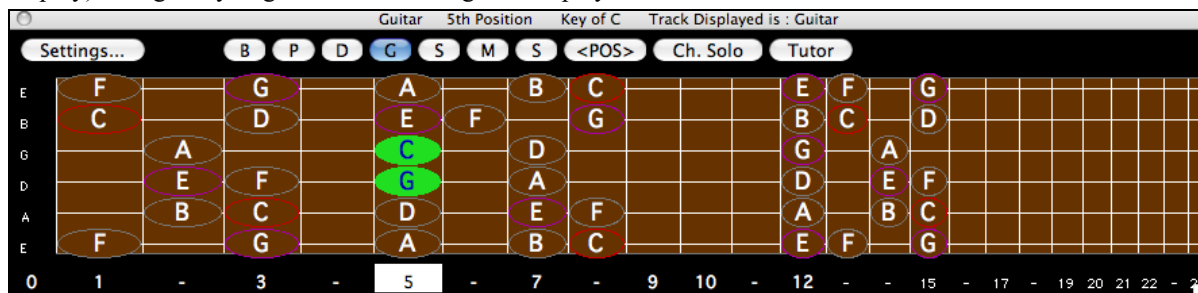 Guitar 5th Position Key of C Track Displayed is : Guitar
Settings... B P D G S M S <POS> Ch. Solo Tutor
E F G A B C E F G
B C D E F G B C D
G A C D G A
D E F G A D E F
A B C D E F A B C
E F G A B C E F G
0 1 - 3 - 5 - 7 - 9 10 - 12 - - 15 - 17 - 19 20 21 22 -